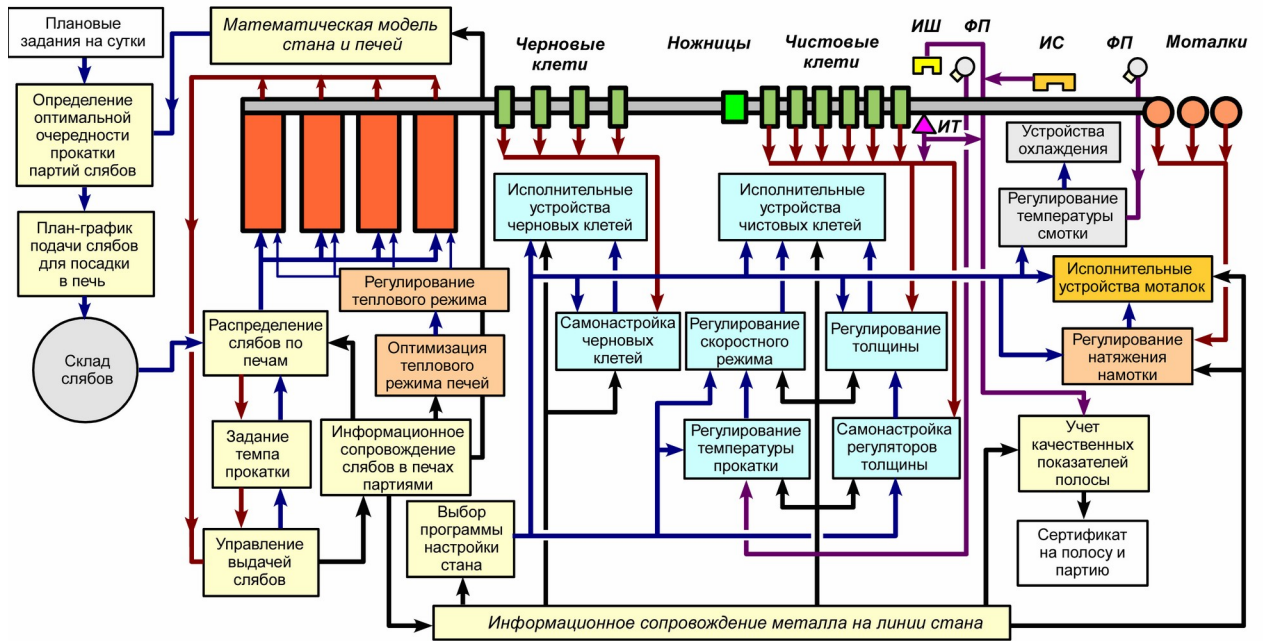 Плановые
задания на сутки
Математическая модель
стана и печей
Черновые
клети
Ножницы
Чистовые
клети
ИШ
ФП
ИС
ФП
Моталки
Определение
оптимальной
очередности
прокатки
партий слябов
ИТ
Устройства
охлаждения
План-график
подачи слябов
для посадки
в печь
Исполнительные
устройства
черновых клетей
Исполнительные
устройства
чистовых клетей
Регулирование
температуры
смотки
Регулирование
теплового режима
Исполнительные
устройства моталок
Склад
слябов
Распределение
слябов по
печам
Оптимизация
теплового
режима печей
Самонастройка
черновых
клетей
Регулирование
скоростного
режима
Регулирование
толщины
Регулирование
натяжения
намотки
Задание
темпа
прокатки
Информационное
сопровождение
слябов в печах
партиями
Регулирование
температуры
прокатки
Самонастройка
регуляторов
толщины
Учет
качественных
показателей
полосы
Управление
выдачей
слябов
Выбор
программы
настройки
стана
Сертификат
на полосу и
партию
Информационное сопровождение металла на линии стана